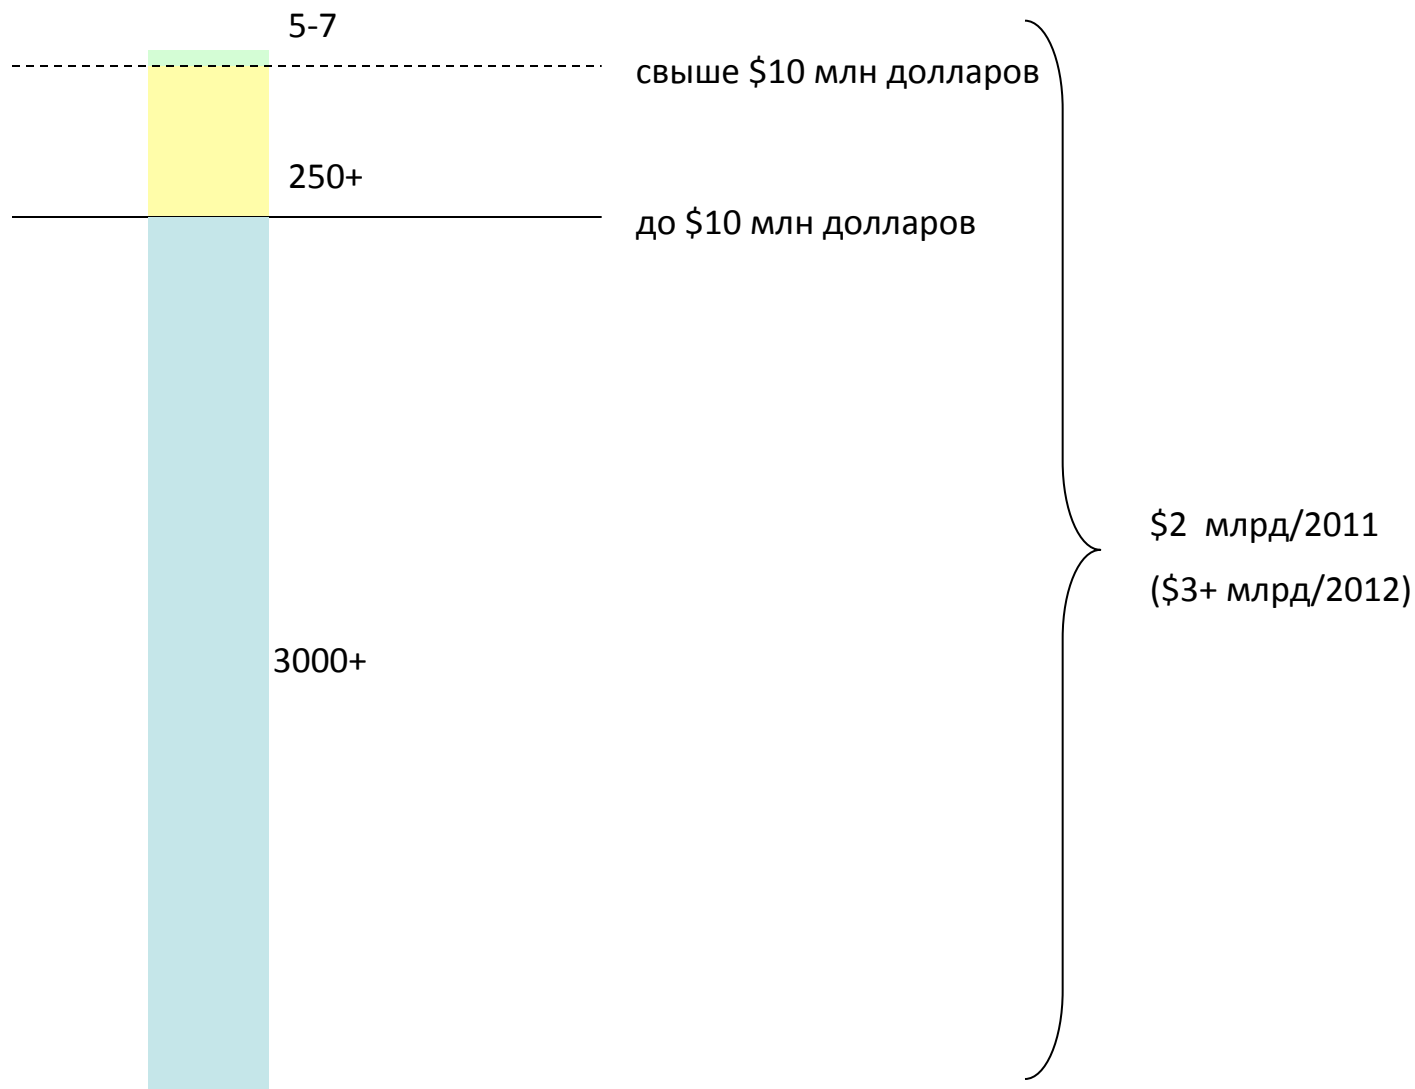 5-7
свыше $10 млн долларов
250+
до $10 млн долларов
$2 млрд/2011
($3+ млрд/2012)
3000+